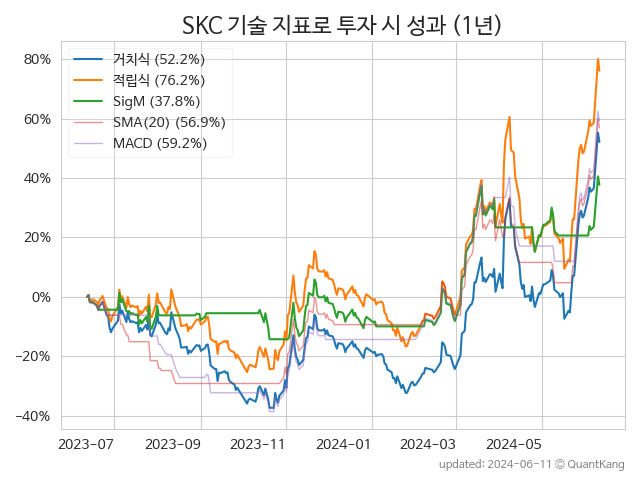 SKC 기술 지표로 투자 시 성과 (1년)
80%
60%
40%
20%
0%
−20%
−40%
거치식 (52.2%)
적립식 (76.2%)
SigM (37.8%)
SMA(20) (56.9%)
MACD (59.2%)
2023-07
2023-09
2023-11
2024-01
2024-03
2024-05
updated: 2024-06-11 © QuantKang